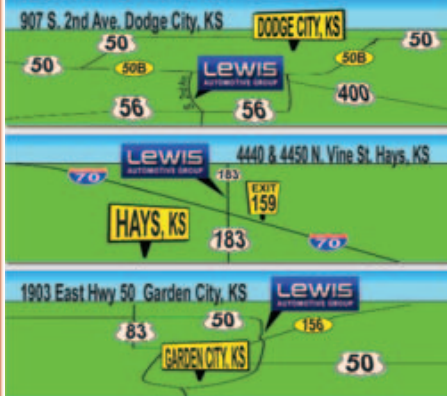 907 S. 2nd Ave. Dodge City, KS
DODGE CITY, KS
50
50
50B
50B
Lewis
AUTOMOTIVE GROUP
S. 2nd Av.
400
56
56
Lewis
AUTOMOTIVE GROUP
4440 & 4450 N. Vine St. Hays, KS
70
183
EXIT
159
HAYS, KS
183
70
1903 East Hwy 50 Garden City, KS
Lewis
AUTOMOTIVE GROUP
83
50
156
GARDEN CITY, KS
50